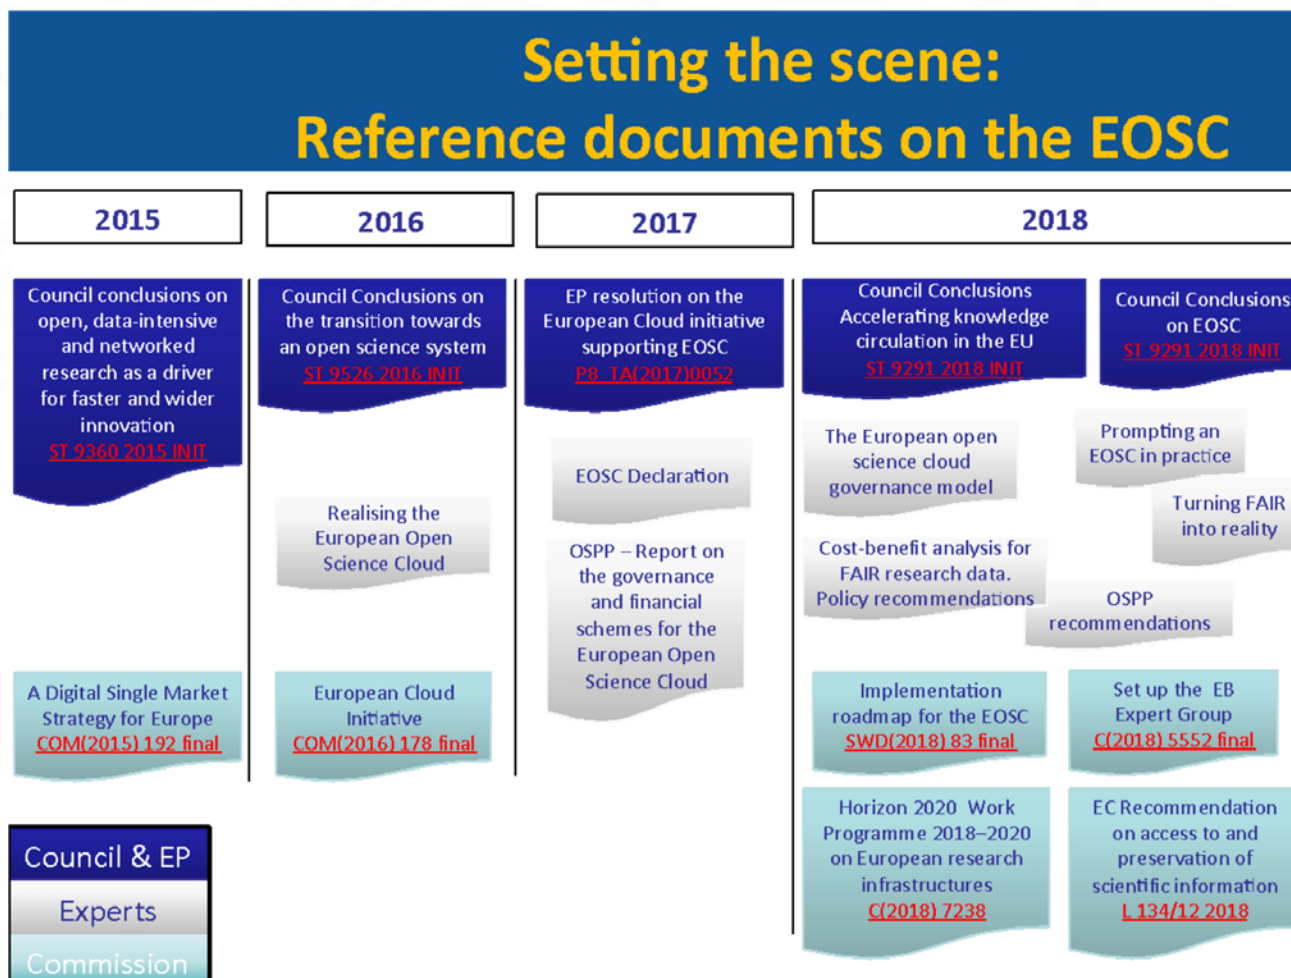 Setting the scene:
Reference documents on the EOSC
2015
2016
2017
2018
Council conclusions on
open, data-intensive
and networked
research as a driver
for faster and wider
innovation
ST 9360 2015 INIT
A Digital Single Market
Strategy for Europe
COM(2015) 192 final
Council Conclusions on
the transition towards
an open science system
ST 9526 2016 INIT
Realising the
European Open
Science Cloud
European Cloud
Initiative
COM(2016) 178 final
EP resolution on the
European Cloud initiative
supporting EOSC
P8_TA(2017)0052
EOSC Declaration
OSPP – Report on
the governance
and financial
schemes for the
European Open
Science Cloud
Council Conclusions
Accelerating knowledge
circulation in the EU
ST 9291 2018 INIT
Council Conclusions
on EOSC
ST 9291 2018 INIT
The European open
science cloud
governance model
Prompting an
EOSC in practice
Turning FAIR
into reality
Cost-benefit analysis for
FAIR research data.
Policy recommendations
OSPP
recommendations
Implementation
roadmap for the EOSC
SWD(2018) 83 final
Set up the EB
Expert Group
C(2018) 5552 final
Horizon 2020 Work
Programme 2018–2020
on European research
infrastructures
C(2018) 7238
EC Recommendation
on access to and
preservation of
scientific information
L 134/12 2018
Council & EP
Experts
Commission